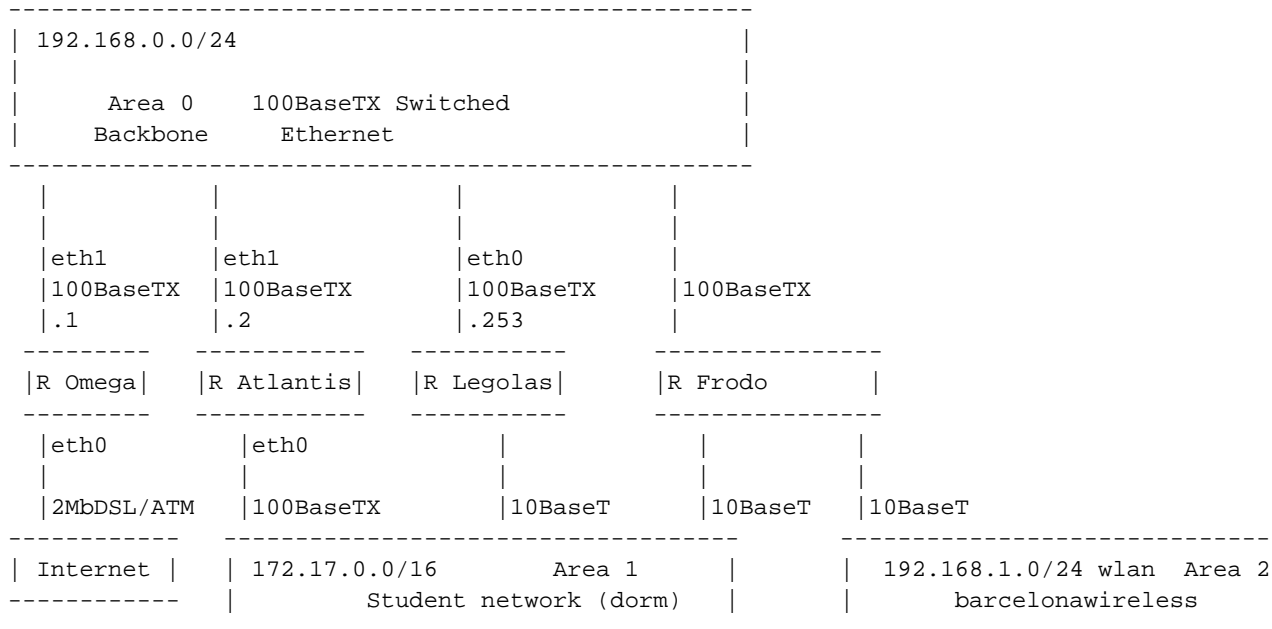 192.168.0.0/24
Area 0 100BaseTX Switched
Backbone Ethernet
eth1 eth1 eth0
100BaseTX 100BaseTX 100BaseTX 100BaseTX
.1 .2 .253
R Omega R Atlantis R Legolas R Frodo
eth0 eth0
2MbDSL/ATM 100BaseTX 10BaseT 10BaseT 10BaseT
Internet 172.17.0.0/16 Area 1 192.168.1.0/24 wlan Area 2
Student network (dorm) barcelonawireless